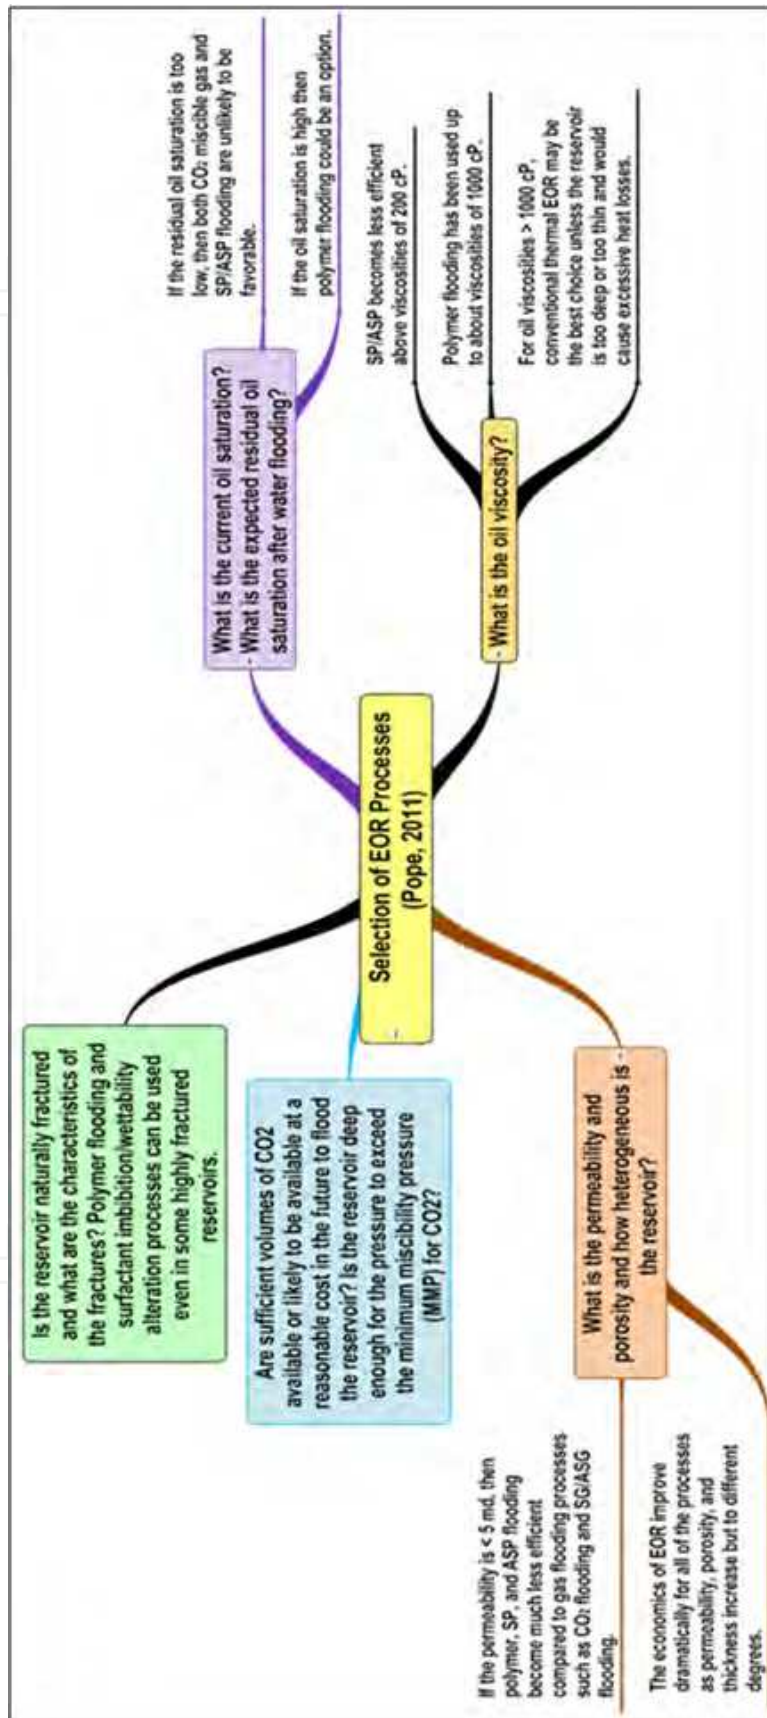 Selection of EOR Processes
(Pope, 2011)
Is the reservoir naturally fractured
and what are the characteristics of
the fractures? Polymer flooding and
surfactant imbibition/wettability
alteration processes can be used
even in some highly fractured
reservoirs.
Are sufficient volumes of CO2
available or likely to be available at a
reasonable cost in the future to flood
the reservoir? Is the reservoir deep
enough for the pressure to exceed
the minimum miscibility pressure
(MMP) for CO2?
What is the permeability and
porosity and how heterogeneous is
the reservoir?
If the permeability is < 5 md, then
polymer, SP, and ASP flooding
become much less efficient
compared to gas flooding processes
such as CO₂ flooding and SG/ASG
flooding.
The economics of EOR improve
dramatically for all of the processes
as permeability, porosity, and
thickness increase but to different
degrees.
What is the current oil saturation?
What is the expected residual oil
saturation after water flooding?
If the residual oil saturation is too
low, then both CO₂ miscible gas and
SP/ASP flooding are unlikely to be
favorable.
If the oil saturation is high then
polymer flooding could be an option.
What is the oil viscosity?
SP/ASP becomes less efficient
above viscosities of 200 cP.
Polymer flooding has been used up
to about viscosities of 1000 cP.
For oil viscosities > 1000 cP,
conventional thermal EOR may be
the best choice unless the reservoir
is too deep or too thin and would
cause excessive heat losses.